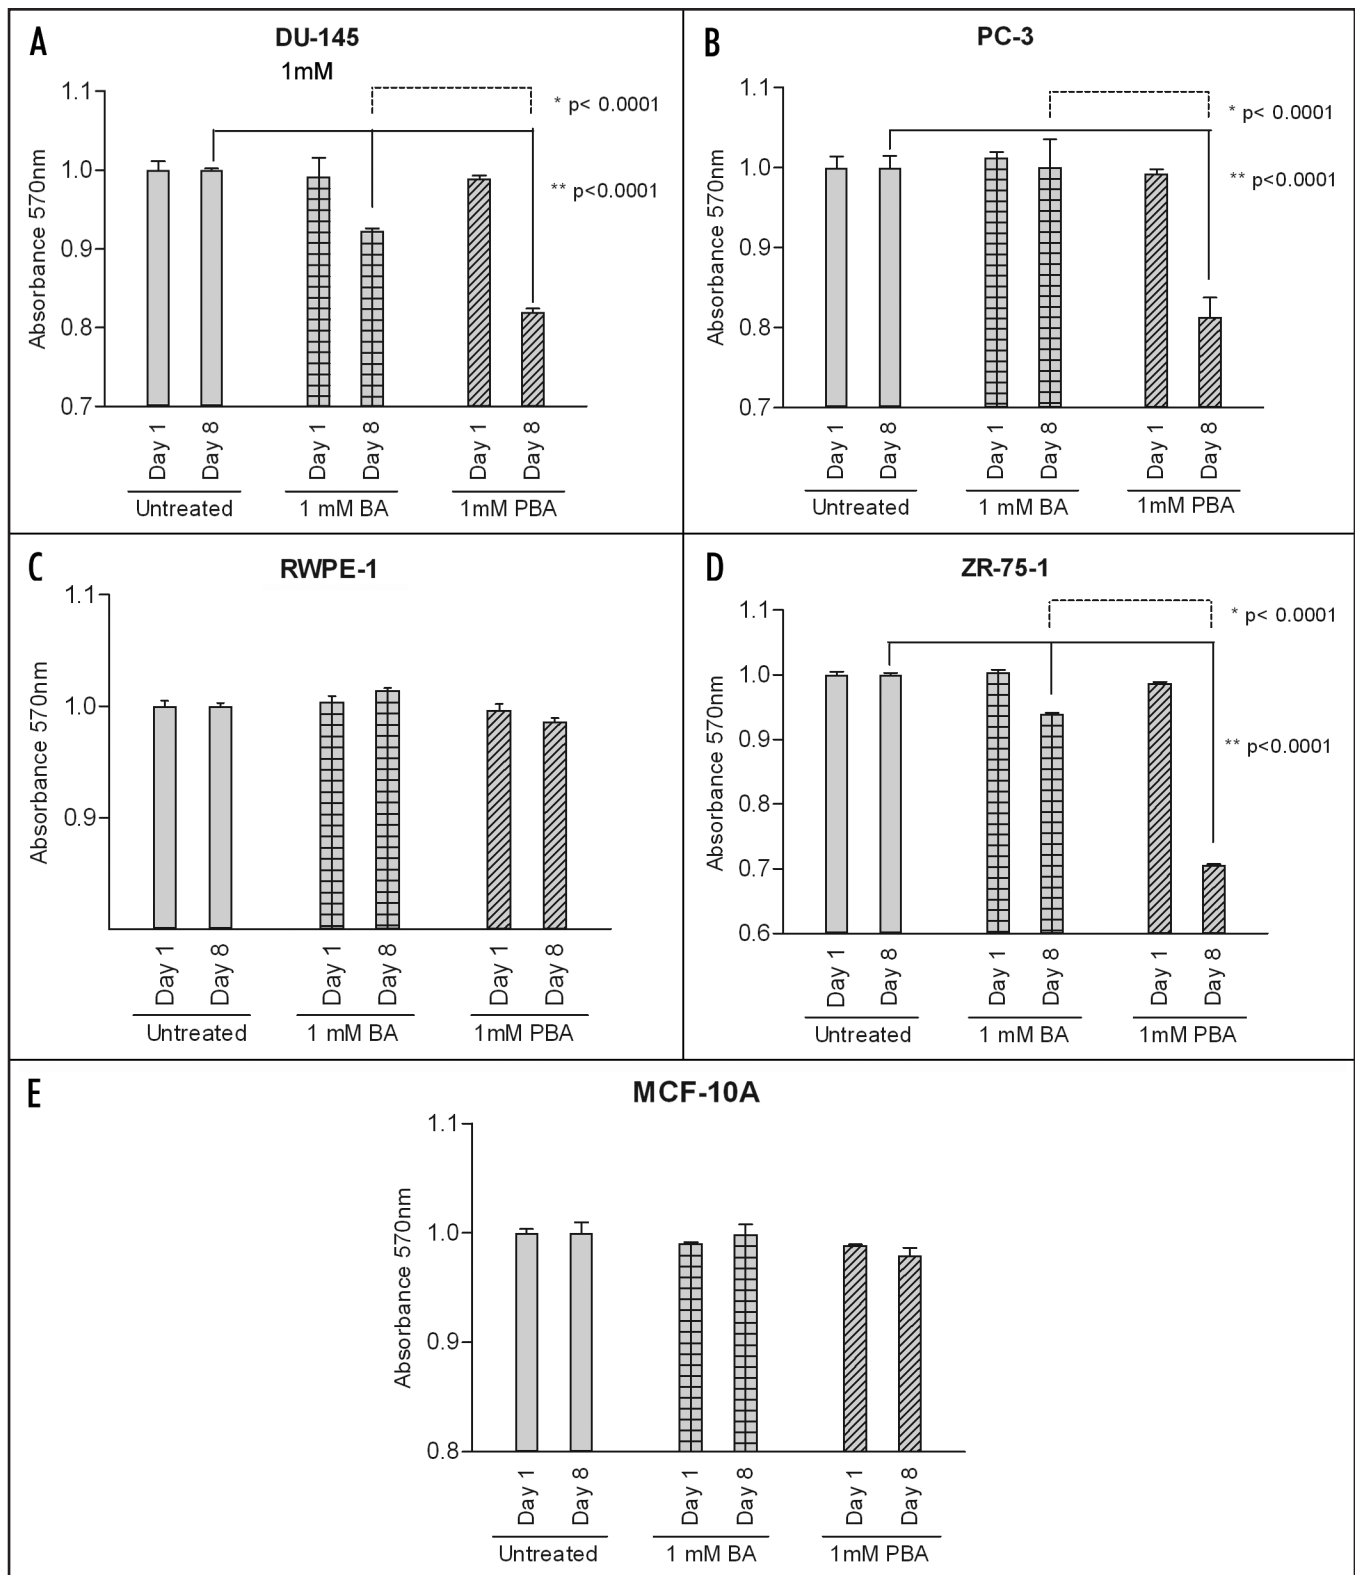 A
DU-145
1mM
Absorbance 570nm
1.1
1.0
0.9
0.8
0.7
* p< 0.0001
** p<0.0001
Day 1
Day 8
Day 1
Day 8
Day 1
Day 8
Untreated
1 mM BA
1mM PBA
B
PC-3
Absorbance 570nm
1.1
1.0
0.9
0.8
0.7
* p< 0.0001
** p<0.0001
Day 1
Day 8
Day 1
Day 8
Day 1
Day 8
Untreated
1 mM BA
1mM PBA
C
RWPE-1
Absorbance 570nm
1.1
1.0
0.9
Day 1
Day 8
Day 1
Day 8
Day 1
Day 8
Untreated
1 mM BA
1mM PBA
D
ZR-75-1
Absorbance 570nm
1.1
1.0
0.9
0.8
0.7
0.6
* p< 0.0001
** p<0.0001
Day 1
Day 8
Day 1
Day 8
Day 1
Day 8
Untreated
1 mM BA
1mM PBA
E
MCF-10A
Absorbance 570nm
1.1
1.0
0.9
0.8
Day 1
Day 8
Day 1
Day 8
Day 1
Day 8
Untreated
1 mM BA
1mM PBA